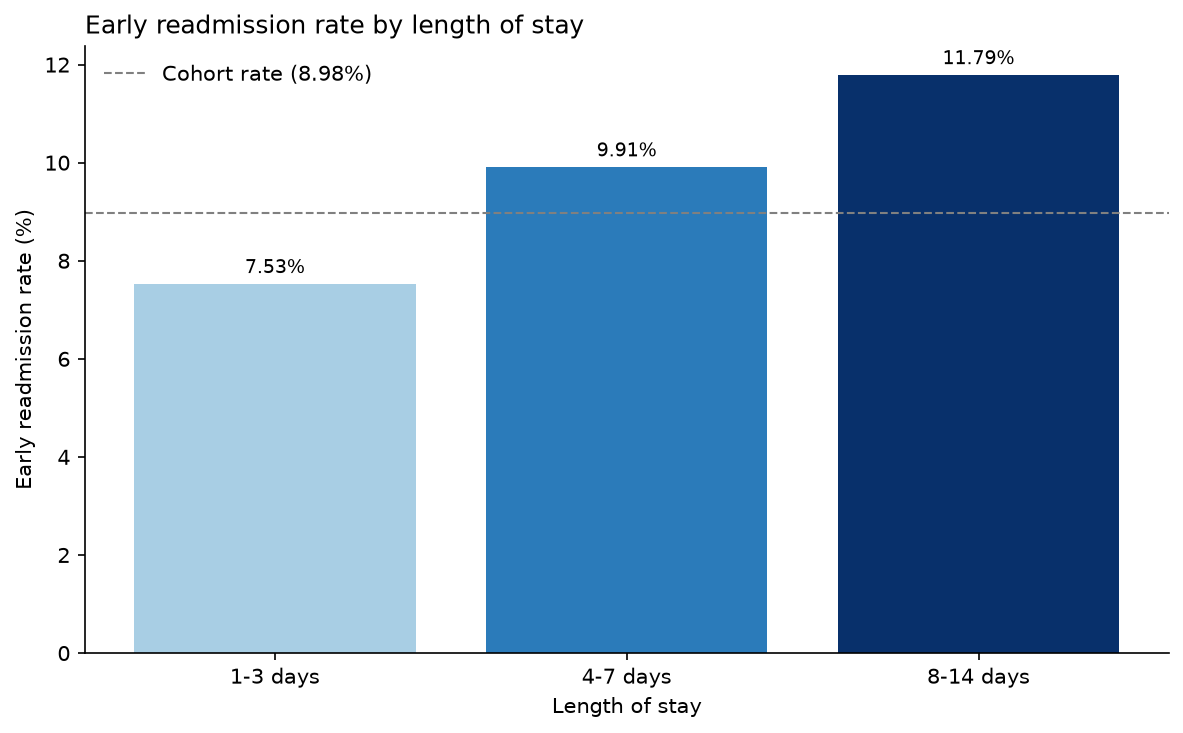 Early readmission rate by length of stay
Cohort rate (8.98%)
12
10
8
6
4
2
0
Early readmission rate (%)
7.53%
9.91%
11.79%
1-3 days
4-7 days
8-14 days
Length of stay